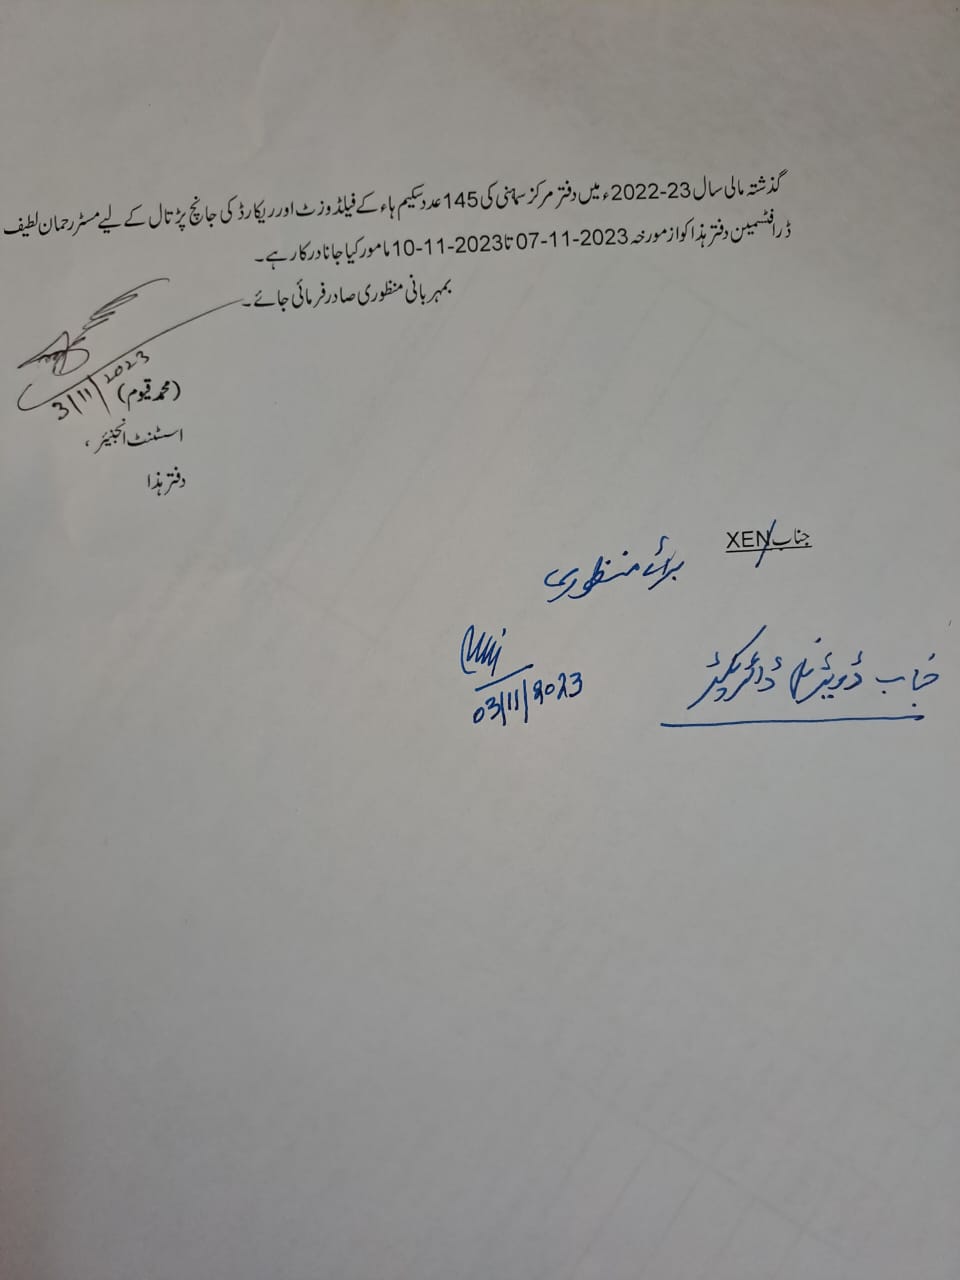 گذشتہ مالی سال 23-2022ء میں دفتر مرکز سہنی کی 145 عدد سکیم ہاء کے فیلڈ وزٹ اور ریکارڈ کی جانچ پڑتال کے لیے مسٹر رحمان لطیف
ڈرافٹسمین دفتر ہذا کو از مورخہ 2023-11-07 تا 2023-11-10 مامور کیا جانا درکار ہے۔
بمہربانی منظوری صادر فرمائی جائے۔
3/11/2023
(محمد قیوم)
اسسٹنٹ انجنیئر،
دفتر ہذا
جناب XEN
برائے منظوری
جناب ڈویژنل ڈائریکٹر
03/11/2023